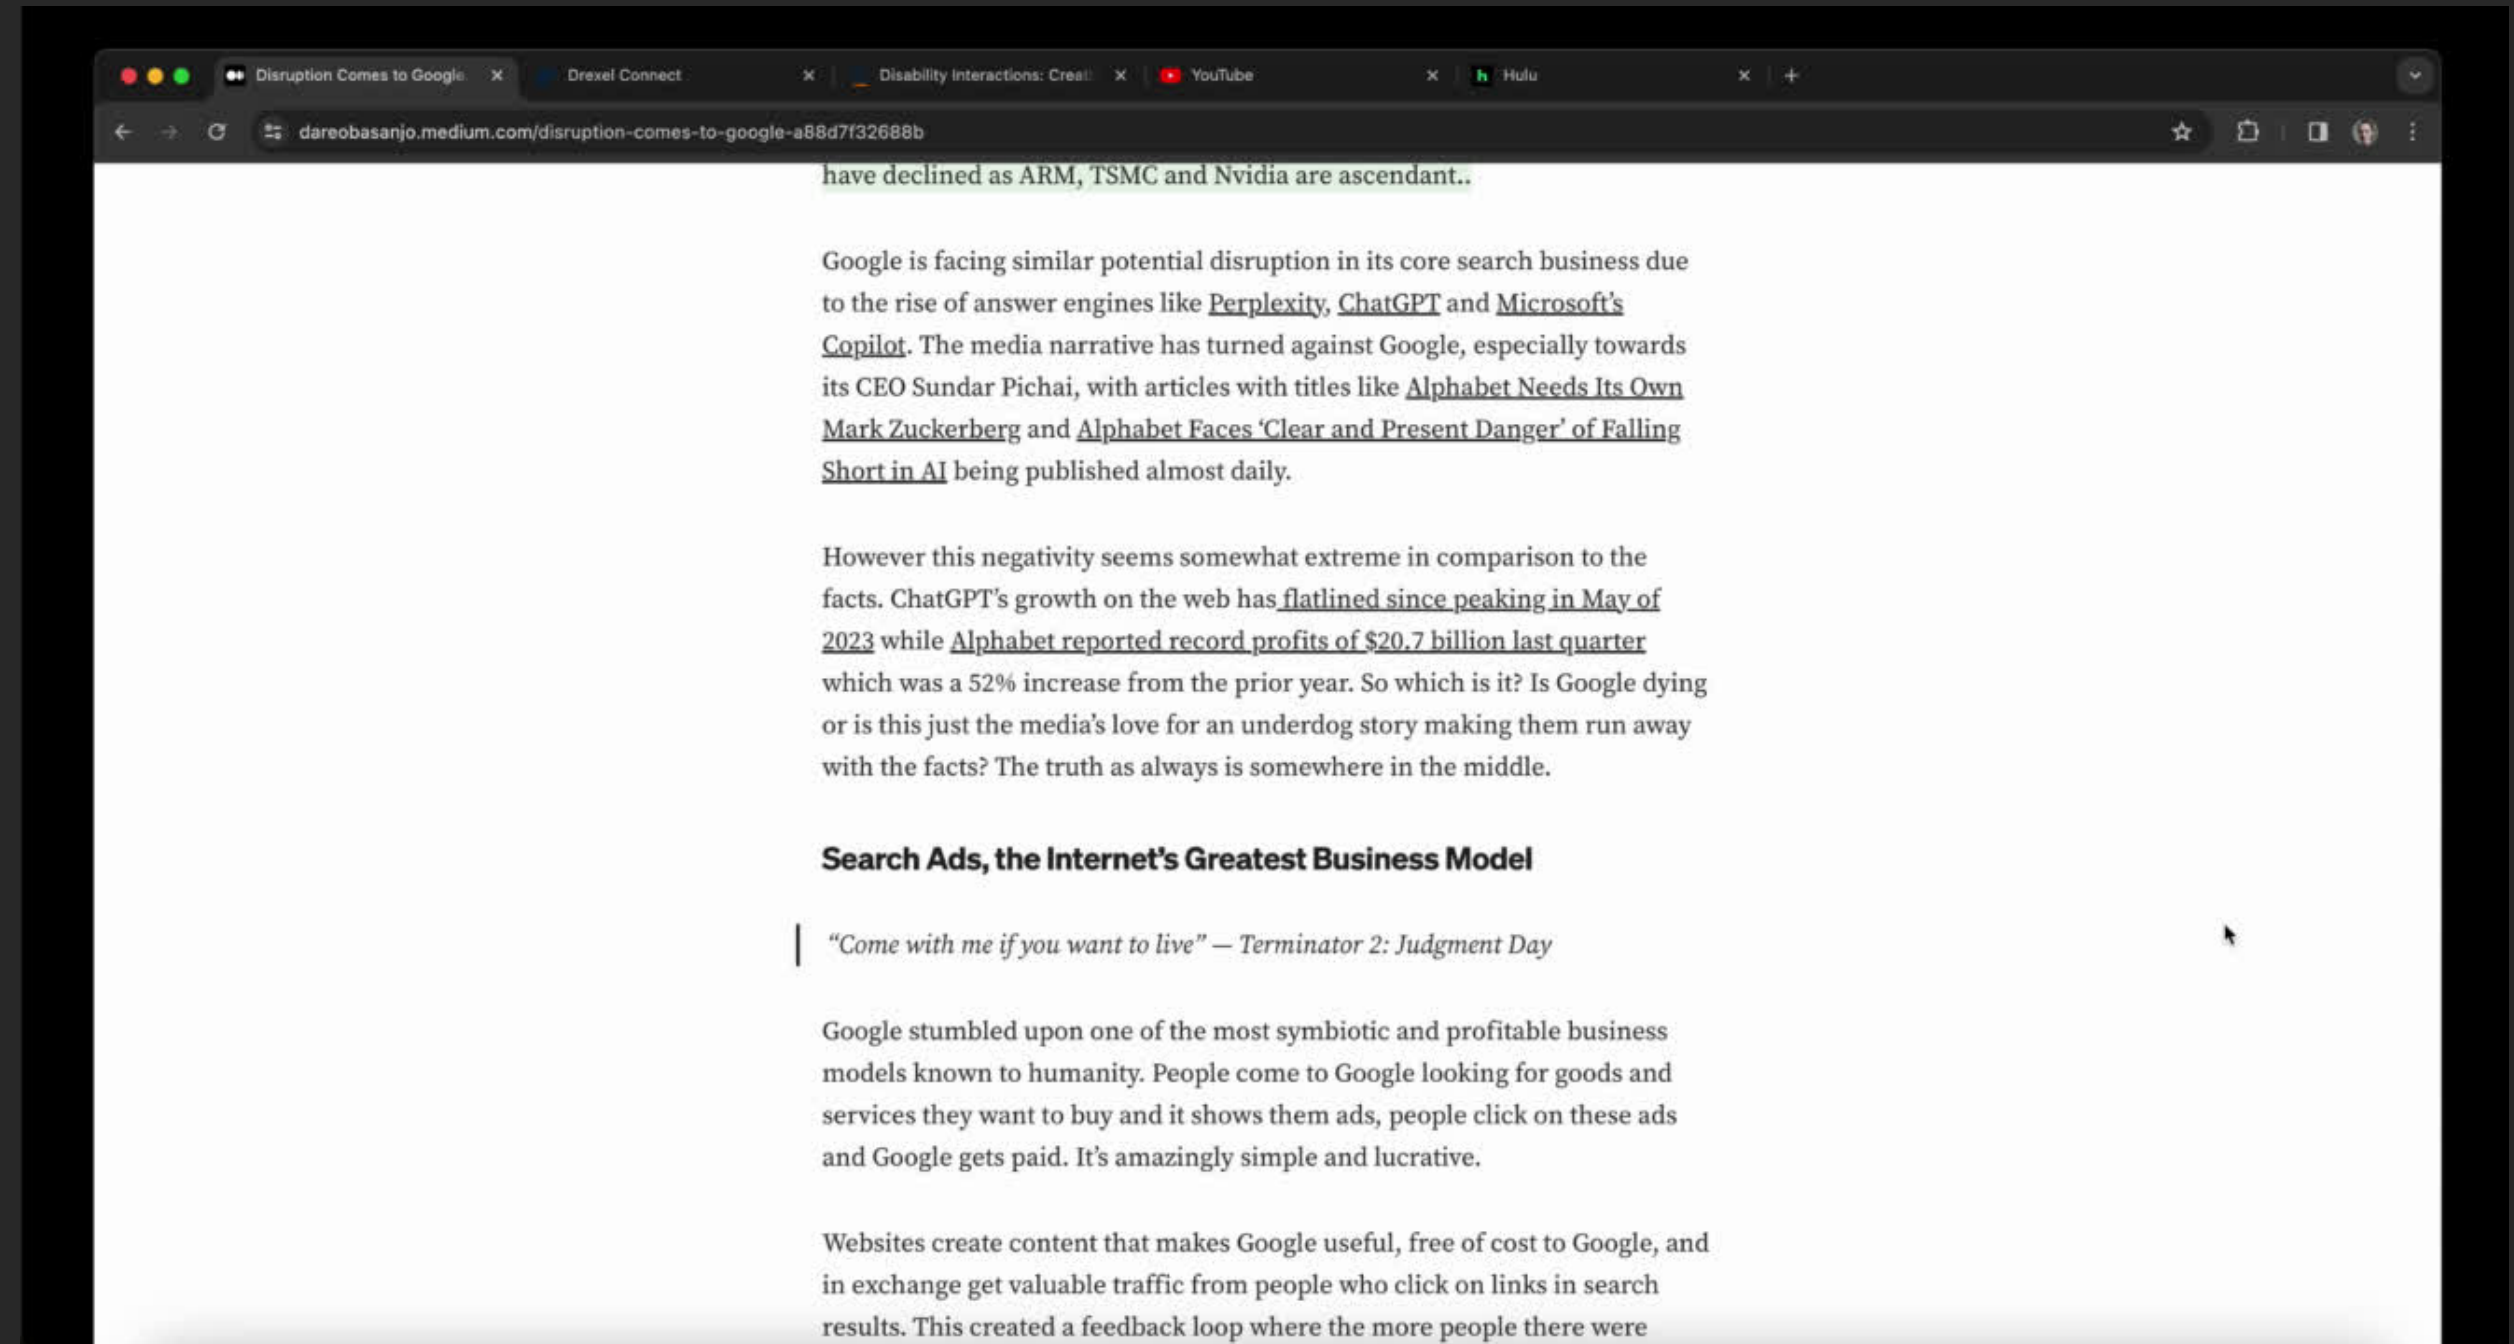 Disruption Comes to Google
Drexel Connect
Disability Interactions: Creat
YouTube
h Hulu
dareobasanjo.medium.com/disruption-comes-to-google-a88d7f32688b
have declined as ARM, TSMC and Nvidia are ascendant..
Google is facing similar potential disruption in its core search business due
to the rise of answer engines like Perplexity, ChatGPT and Microsoft’s
Copilot. The media narrative has turned against Google, especially towards
its CEO Sundar Pichai, with articles with titles like Alphabet Needs Its Own
Mark Zuckerberg and Alphabet Faces ‘Clear and Present Danger’ of Falling
Short in AI being published almost daily.
However this negativity seems somewhat extreme in comparison to the
facts. ChatGPT’s growth on the web has flatlined since peaking in May of
2023 while Alphabet reported record profits of $20.7 billion last quarter
which was a 52% increase from the prior year. So which is it? Is Google dying
or is this just the media’s love for an underdog story making them run away
with the facts? The truth as always is somewhere in the middle.
Search Ads, the Internet’s Greatest Business Model
“Come with me if you want to live” — Terminator 2: Judgment Day
Google stumbled upon one of the most symbiotic and profitable business
models known to humanity. People come to Google looking for goods and
services they want to buy and it shows them ads, people click on these ads
and Google gets paid. It’s amazingly simple and lucrative.
Websites create content that makes Google useful, free of cost to Google, and
in exchange get valuable traffic from people who click on links in search
results. This created a feedback loop where the more people there were